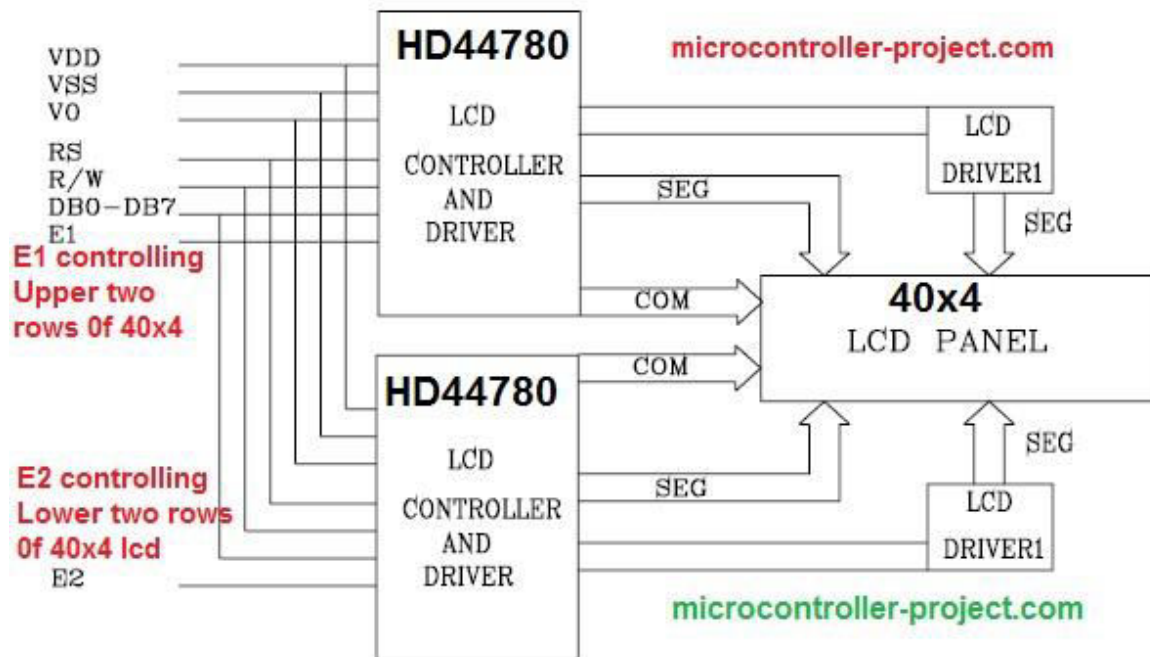 VDD
VSS
V0
RS
R/W
DB0-DB7
E1
E1 controlling
Upper two
rows 0f 40x4
E2 controlling
Lower two rows
0f 40x4 lcd
E2
HD44780
LCD
CONTROLLER
AND
DRIVER
HD44780
LCD
CONTROLLER
AND
DRIVER
microcontroller-project.com
LCD
DRIVER1
SEG
SEG
COM
40x4
LCD PANEL
COM
SEG
SEG
LCD
DRIVER1
microcontroller-project.com